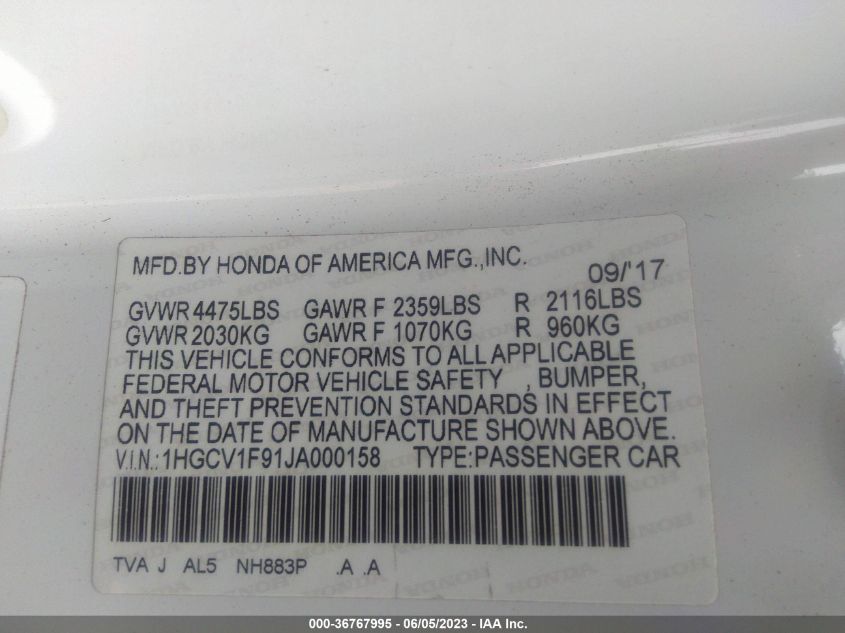 MFD.BY HONDA OF AMERICA MFG.,INC. 09/'17
GVWR 4475LBS GAWR F 2359LBS R 2116LBS
GVWR 2030KG GAWR F 1070KG R 960KG
THIS VEHICLE CONFORMS TO ALL APPLICABLE
FEDERAL MOTOR VEHICLE SAFETY , BUMPER,
AND THEFT PREVENTION STANDARDS IN EFFECT
ON THE DATE OF MANUFACTURE SHOWN ABOVE.
V.I.N.:1HGCV1F91JA000158 TYPE:PASSENGER CAR
TVA J AL5 NH883P .A .A
000-36767995 - 06/05/2023 - IAA Inc.